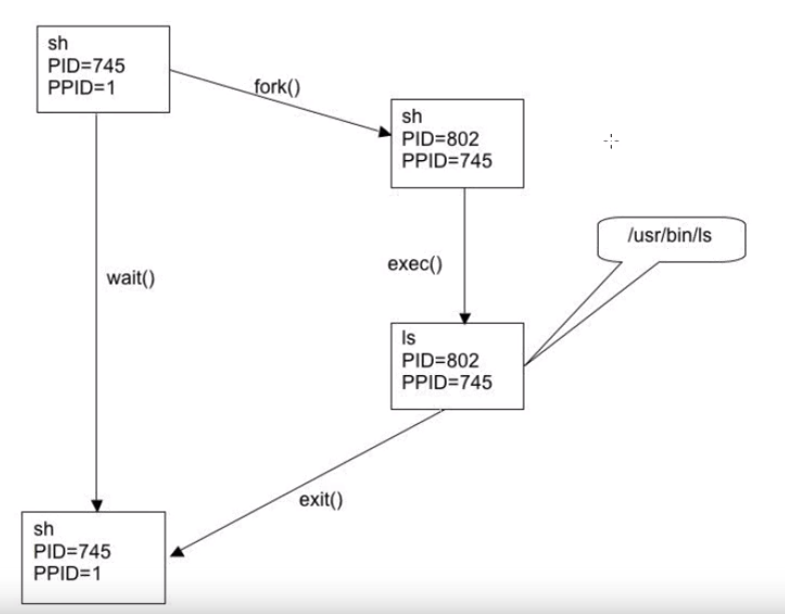 sh
PID=745
PPID=1
fork()
sh
PID=802
PPID=745
/usr/bin/ls
exec()
wait()
ls
PID=802
PPID=745
exit()
sh
PID=745
PPID=1